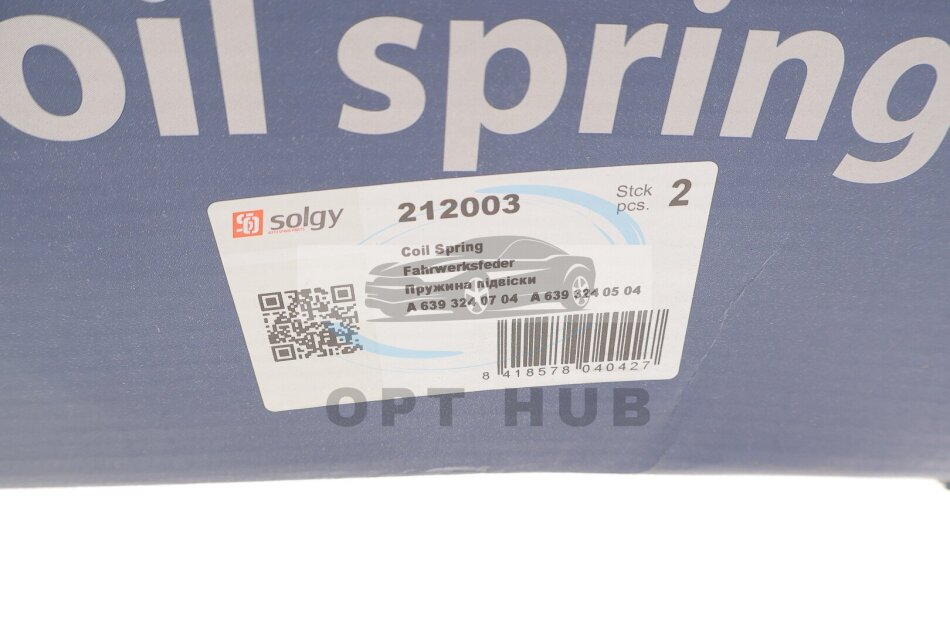 oil spring
solgy
212003
Stck
pcs. 2
Coil Spring
Fahrwerksfeder
Пружина підвіски
A 639 324 07 04 A 639 324 05 04
8 418578 040427
OPT HUB